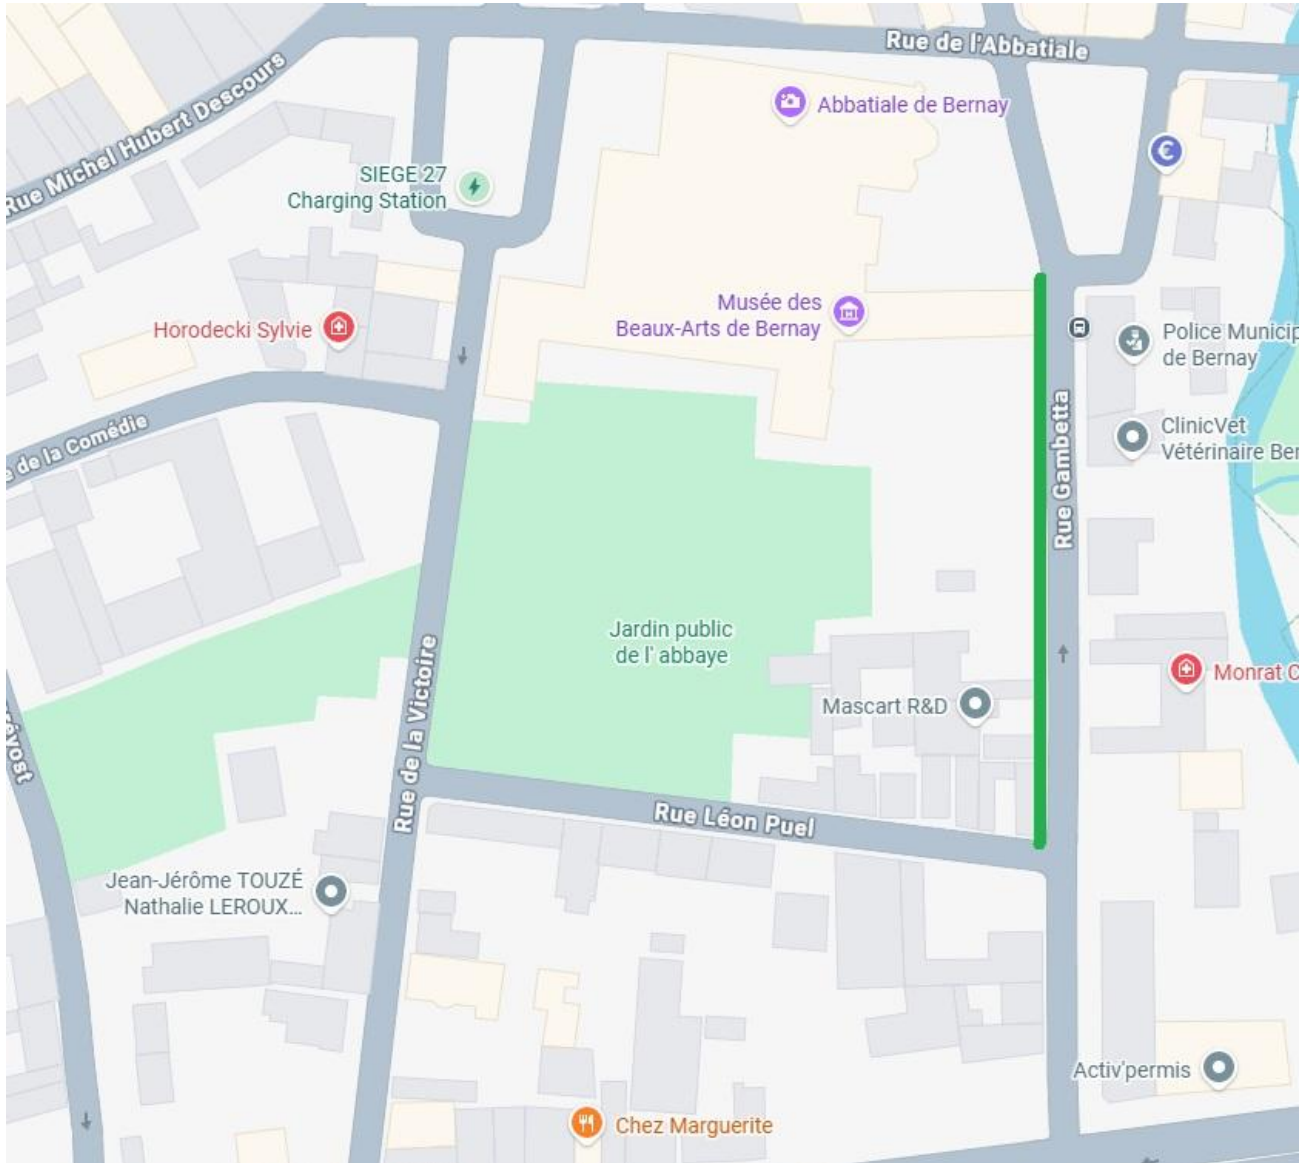 Rue de l'Abbatiale
Rue Michel Hubert Descours
Abbatiale de Bernay
SIEGE 27
Charging Station
Musée des
Beaux-Arts de Bernay
Horodecki Sylvie
Police Municip
de Bernay
Rue Gambetta
ClinicVet
Vétérinaire Ber
e de la Comédie
Jardin public
de l' abbaye
Rue de la Victoire
Monrat C
Mascart R&D
évost
Rue Léon Puel
Jean-Jérôme TOUZÉ
Nathalie LEROUX...
Activ'permis
Chez Marguerite